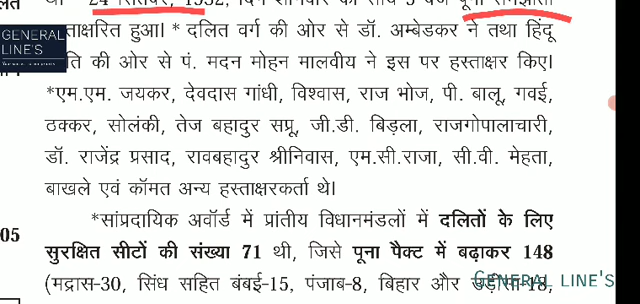 24 सितंबर, 1932, दिन शनिवार को सायं 5 बजे पूना समझौता
हस्ताक्षरित हुआ। * दलित वर्ग की ओर से डॉ. अम्बेडकर ने तथा हिंदू
GENERAL
LINE'S
की ओर से पं. मदन मोहन मालवीय ने इस पर हस्ताक्षर किए।
*एम.एम. जयकर, देवदास गांधी, विश्वास, राज भोज, पी. बालू, गवई,
ठक्कर, सोलंकी, तेज बहादुर सप्रू, जी.डी. बिड़ला, राजगोपालाचारी,
डॉ. राजेंद्र प्रसाद, रावबहादुर श्रीनिवास, एम.सी.राजा, सी.वी. मेहता,
बाखले एवं कॉमत अन्य हस्ताक्षरकर्ता थे।
*सांप्रदायिक अवॉर्ड में प्रांतीय विधानमंडलों में दलितों के लिए
05
सुरक्षित सीटों की संख्या 71 थी, जिसे पूना पैक्ट में बढ़ाकर 148
(मद्रास-30, सिंध सहित बंबई-15, पंजाब-8, बिहार और उड़ीसा-18,
GENERAL LINE'S